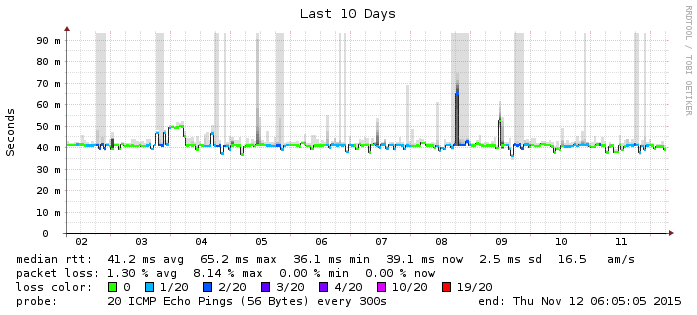 Last 10 Days
RRDTOOL / TOBI OETIKER
Seconds
90 m
80 m
70 m
60 m
50 m
40 m
30 m
20 m
10 m
0
02 03 04 05 06 07 08 09 10 11
median rtt: 41.2 ms avg 65.2 ms max 36.1 ms min 39.1 ms now 2.5 ms sd 16.5 am/s
packet loss: 1.30 % avg 8.14 % max 0.00 % min 0.00 % now
loss color: 0 1/20 2/20 3/20 4/20 10/20 19/20
probe: 20 ICMP Echo Pings (56 Bytes) every 300s end: Thu Nov 12 06:05:05 2015